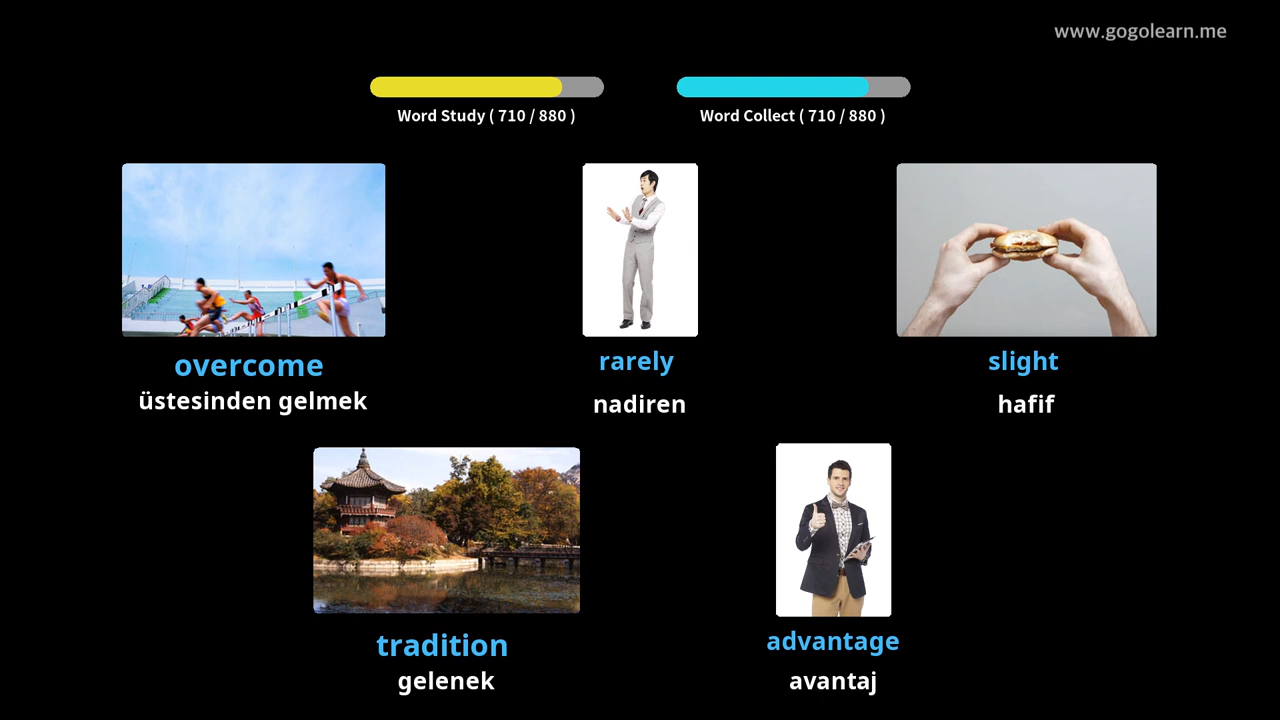 www.gogolearn.me
Word Study ( 710 / 880 )
Word Collect ( 710 / 880 )
overcome
üstesinden gelmek
rarely
nadiren
slight
hafif
tradition
gelenek
advantage
avantaj